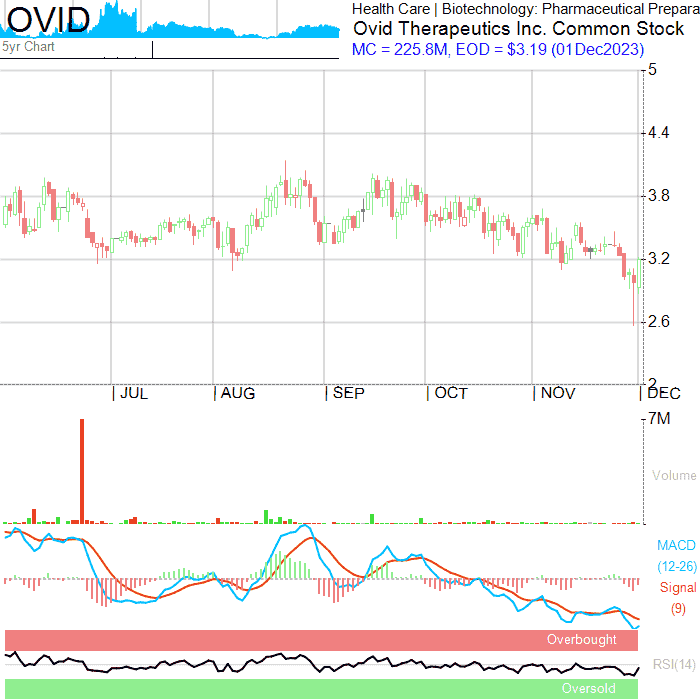 OVID
5yr Chart
Health Care | Biotechnology: Pharmaceutical Prepara
Ovid Therapeutics Inc. Common Stock
MC = 225.8M, EOD = $3.19 (01Dec2023)
5
4.4
3.8
3.2
2.6
2
JUL AUG SEP OCT NOV DEC
7M
Volume
MACD
(12-26)
Signal
(9)
Overbought
RSI(14)
Oversold